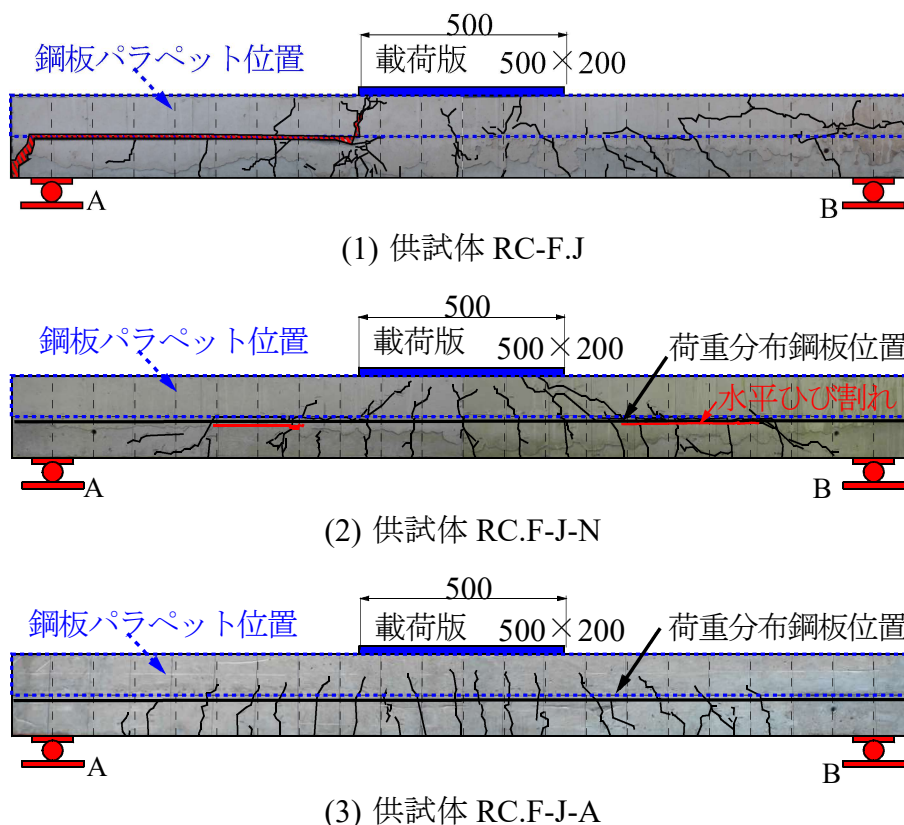 500
鋼板パラペット位置
載荷版 500×200
A
B
(1) 供試体 RC-F.J
500
鋼板パラペット位置
載荷版 500×200
荷重分布鋼板位置
水平ひび割れ
A
B
(2) 供試体 RC.F-J-N
500
鋼板パラペット位置
載荷版 500×200
荷重分布鋼板位置
A
B
(3) 供試体 RC.F-J-A